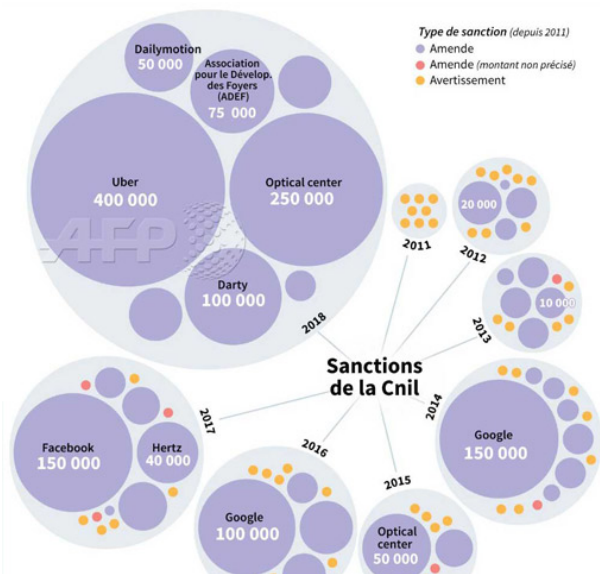 Type de sanction (depuis 2011)
Amende
Amende (montant non précisé)
Avertissement
Dailymotion
50 000
Association
pour le Dévelop.
des Foyers
(ADEF)
75 000
Uber
400 000
Optical center
250 000
Darty
100 000
AFP
2011
20 000
2012
10 000
2013
2018
Sanctions
de la Cnil
2017
Facebook
150 000
Hertz
40 000
2014
Google
150 000
2016
Google
100 000
2015
Optical
center
50 000